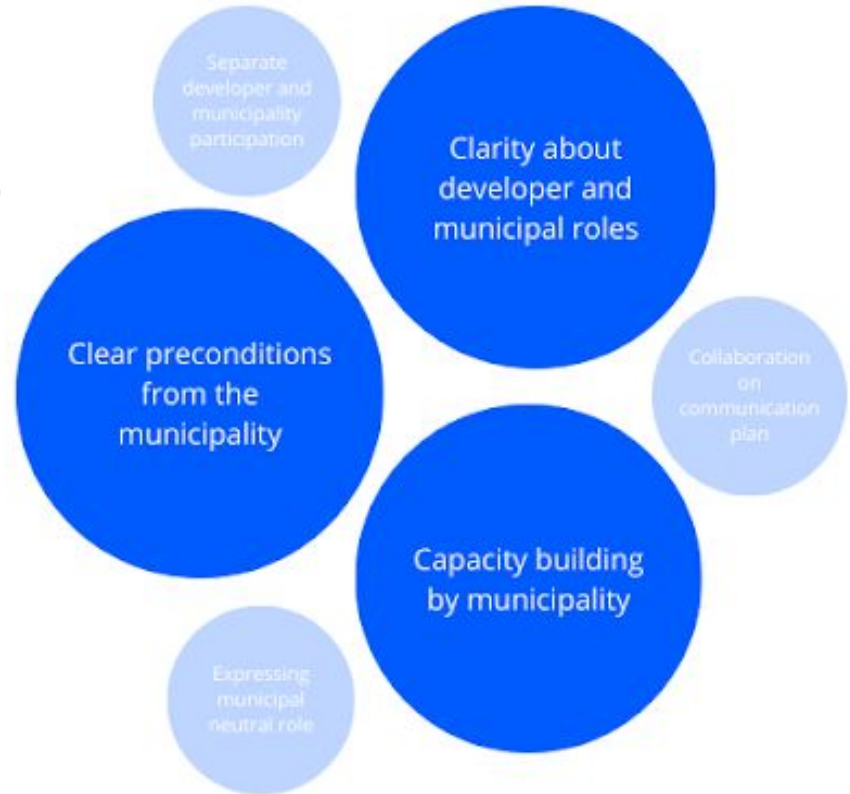 Separate
developer and
municipality
participation
Clarity about
developer and
municipal roles
Clear preconditions
from the
municipality
Collaboration
on
communication
plan
Capacity building
by municipality
Expressing
municipal
neutral role